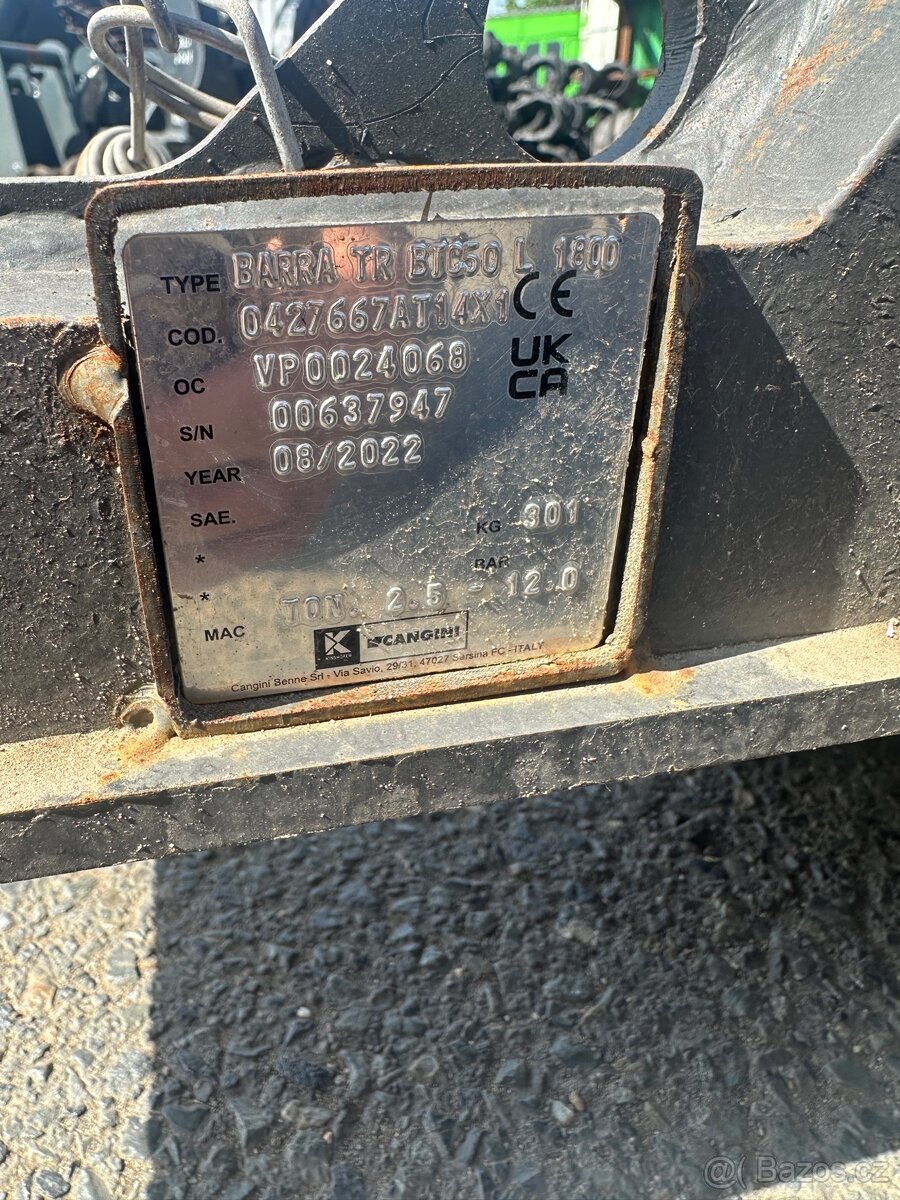 TYPE BARRA TR BTC50 L 1800
COD. 0427667AT14X1 CE
OC VP0024068 UK CA
S/N 00637947
YEAR 08/2022
SAE. KG 301
* BAR
* TON. 2.5 - 12.0
MAC K KINSHOFER CANGINI
Cangini Benne Srl - Via Savio, 29/31, 47027 Sarsina FC - ITALY
@( Bazos.cz